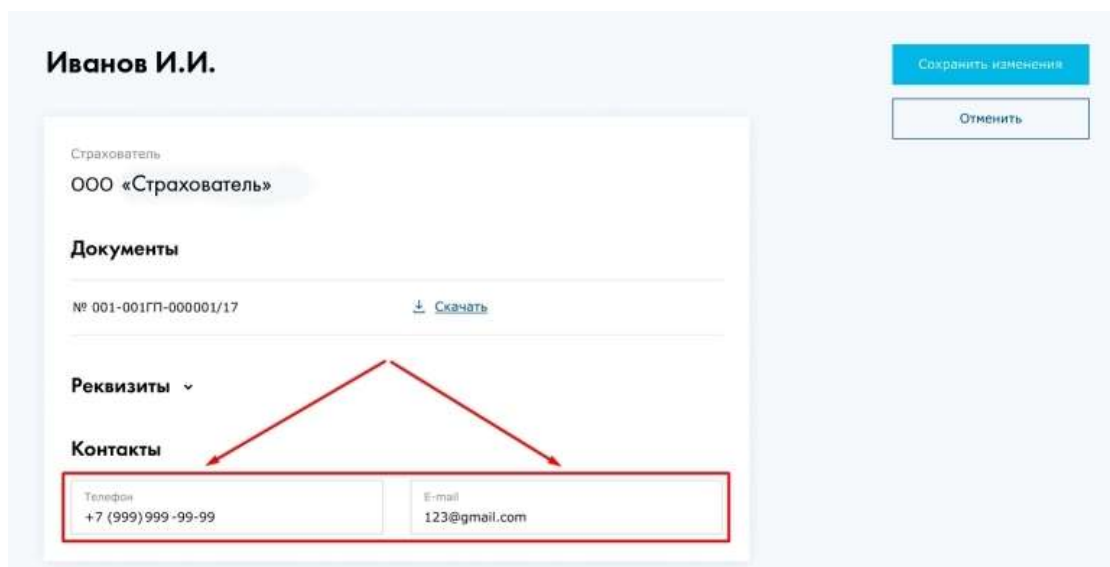 Иванов И.И.
Сохранить изменения
Отменить
Страхователь
ООО «Страхователь»
Документы
№ 001-001ГП-000001/17
Скачать
Реквизиты
Контакты
Телефон
+7 (999) 999 -99-99
E-mail
123@gmail.com